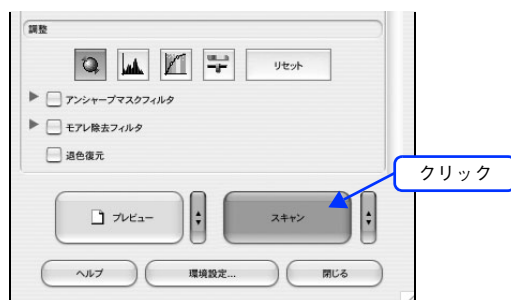 調整
リセット
アンシャープマスクフィルタ
モアレ除去フィルタ
退色復元
クリック
プレビュー
スキャン
ヘルプ
環境設定...
閉じる